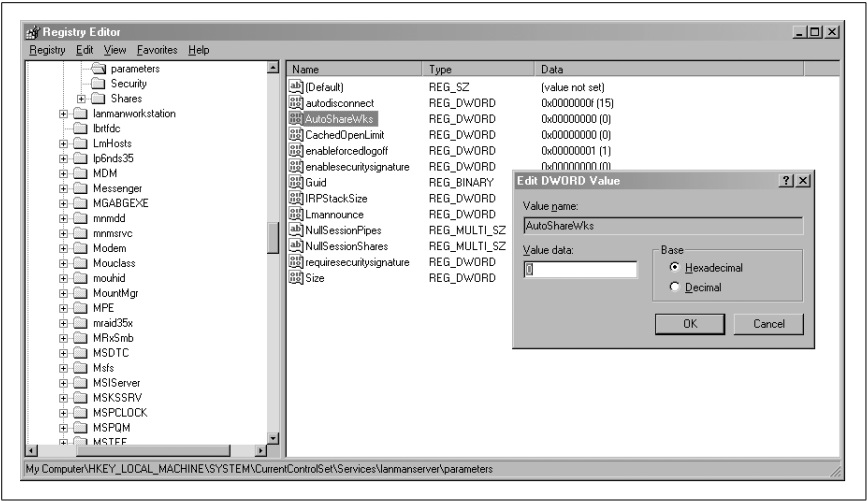 Registry Editor
Registry Edit View Favorites Help
parameters
Security
Shares
lanmanworkstation
lbrtfdc
LmHosts
lp6nds35
MDM
Messenger
MGABGEXE
mnmdd
mnmsrvc
Modem
Mouclass
mouhid
MountMgr
MPE
mraid35x
MRxSmb
MSDTC
Msfs
MSIServer
MSKSSRV
MSPCLOCK
MSPQM
MSTEE
Name Type Data
(Default) REG_SZ (value not set)
autodisconnect REG_DWORD 0x0000000f (15)
AutoShareWks REG_DWORD 0x00000000 (0)
CachedOpenLimit REG_DWORD 0x00000000 (0)
enableforcedlogoff REG_DWORD 0x00000001 (1)
enablesecuritysignature REG_DWORD 0x00000000 (0)
Guid REG_BINARY
IRPStackSize REG_DWORD
Lmannounce REG_DWORD
NullSessionPipes REG_MULTI_SZ
NullSessionShares REG_MULTI_SZ
requiresecuritysignature REG_DWORD
Size REG_DWORD
Edit DWORD Value
Value name:
AutoShareWks
Value data:
0
Base
Hexadecimal
Decimal
OK Cancel
My Computer\HKEY_LOCAL_MACHINE\SYSTEM\CurrentControlSet\Services\lanmanserver\parameters